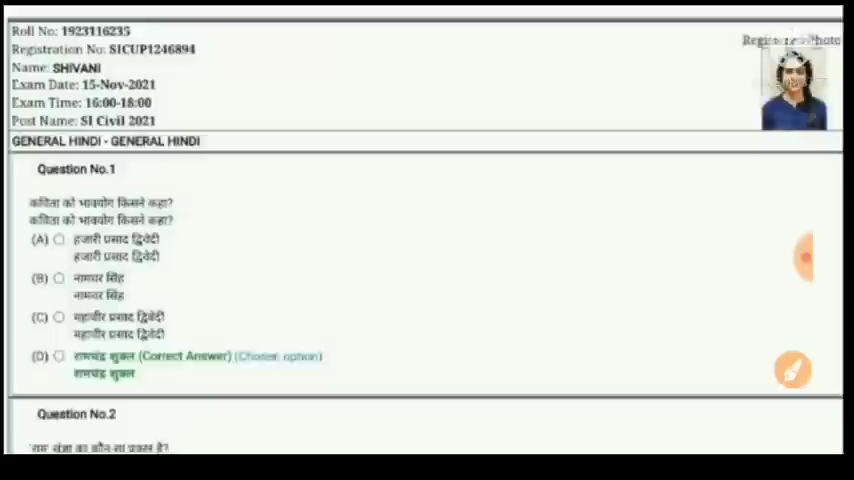 Roll No: 1923116235
Registration No: SICUP1246894
Registered Photo
Name: SHIVANI
Exam Date: 15-Nov-2021
Exam Time: 16:00-18:00
Post Name: SI Civil 2021
GENERAL HINDI - GENERAL HINDI
Question No.1
कविता को भावयोग किसने कहा?
कविता को भावयोग किसने कहा?
(A) हजारी प्रसाद द्विवेदी
हजारी प्रसाद द्विवेदी
(B) नामवर सिंह
नामवर सिंह
(C) महावीर प्रसाद द्विवेदी
महावीर प्रसाद द्विवेदी
(D) रामचंद्र शुक्ल (Correct Answer) (Chosen option)
रामचंद्र शुक्ल
Question No.2
'राम' संज्ञा का कौन-सा प्रकार है?